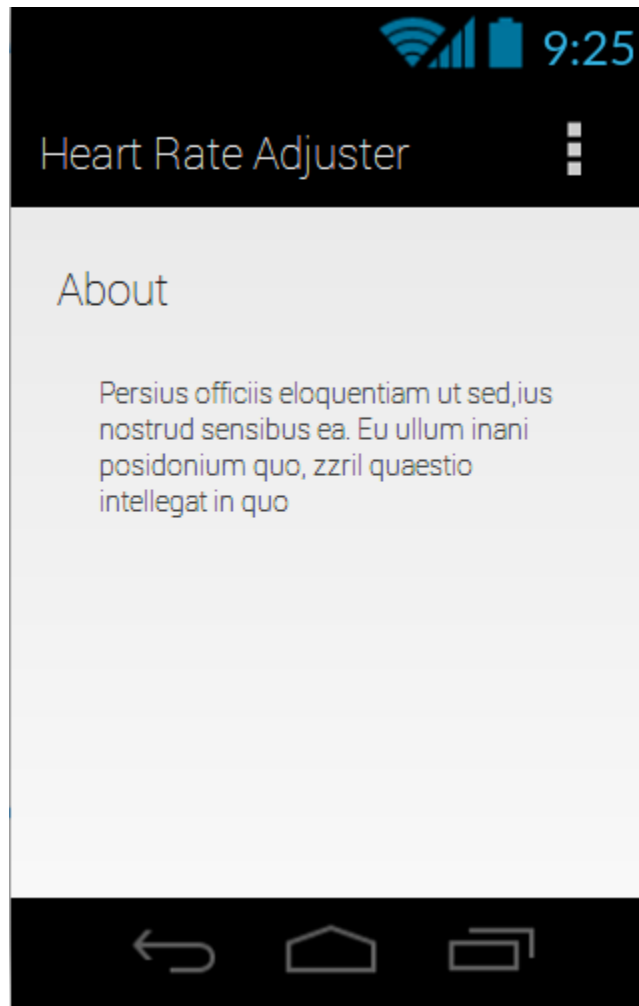 9:25
Heart Rate Adjuster
About
Persius officiis eloquentiam ut sed,ius
nostrud sensibus ea. Eu ullum inani
posidonium quo, zzril quaestio
intellegat in quo